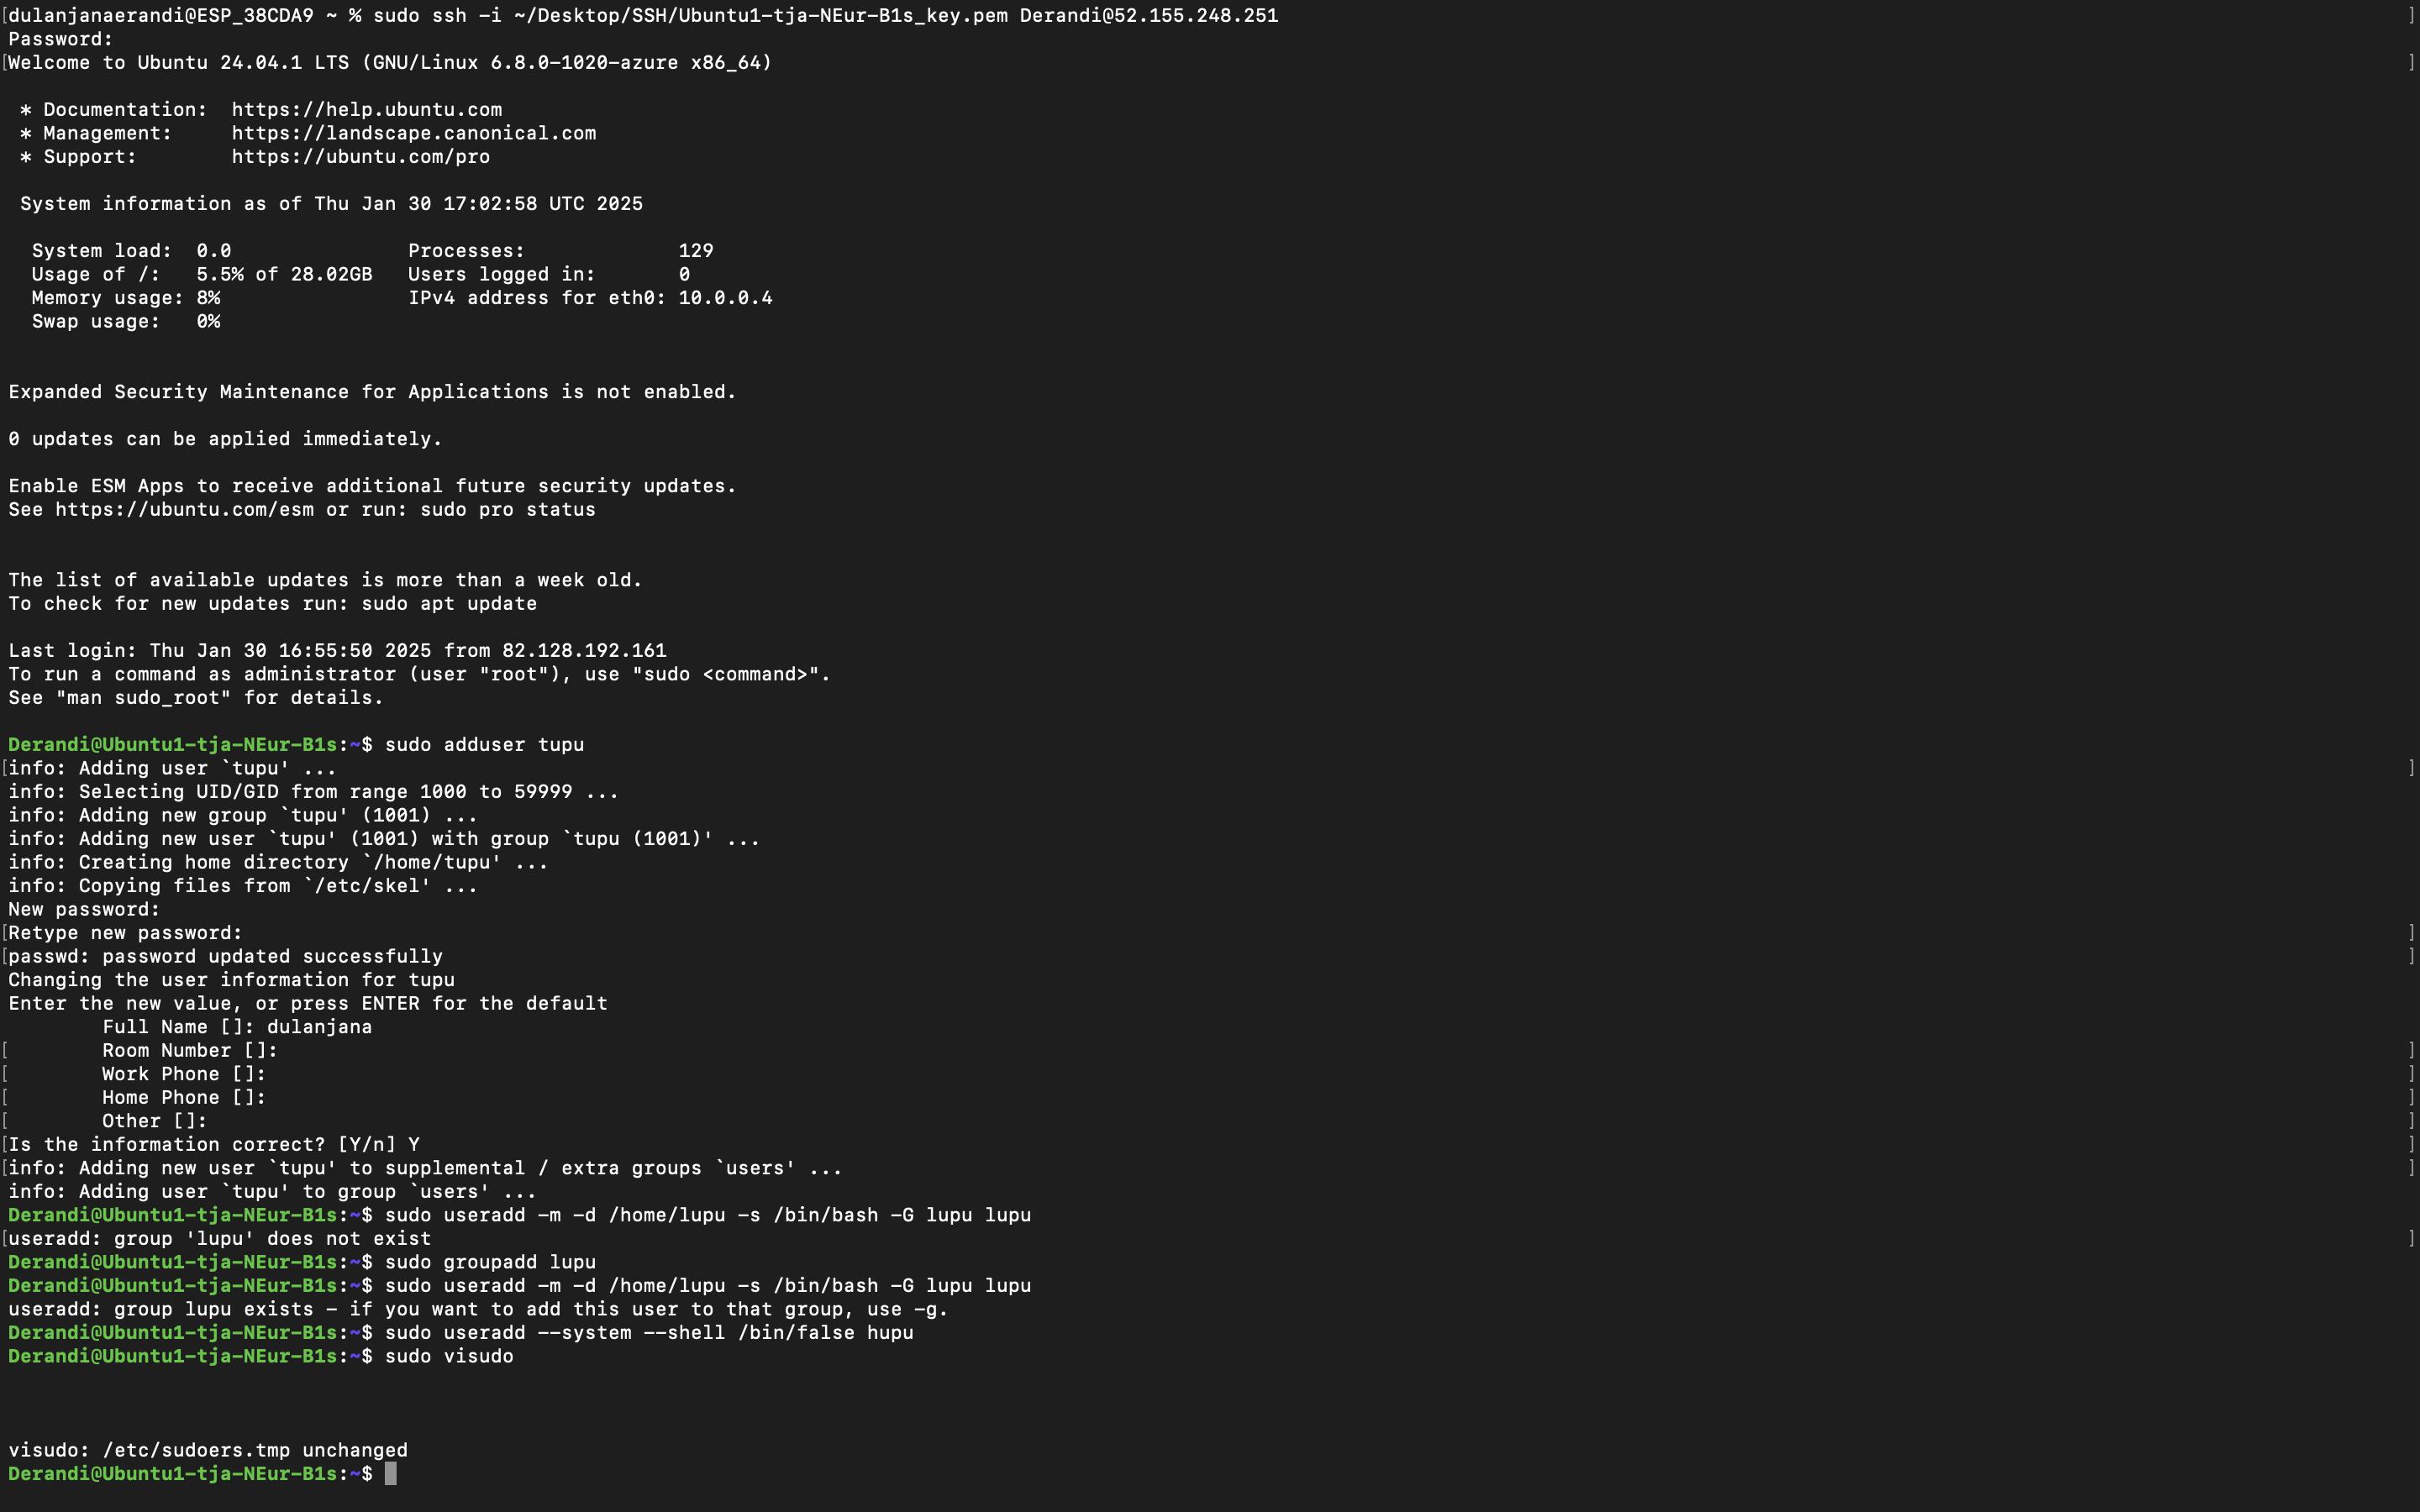 [dulanjanaerandi@ESP_38CDA9 ~ % sudo ssh -i ~/Desktop/SSH/Ubuntu1-tja-NEur-B1s_key.pem Derandi@52.155.248.251 ]
Password:
[Welcome to Ubuntu 24.04.1 LTS (GNU/Linux 6.8.0-1020-azure x86_64) ]
* Documentation:  https://help.ubuntu.com
* Management:     https://landscape.canonical.com
* Support:        https://ubuntu.com/pro
System information as of Thu Jan 30 17:02:58 UTC 2025
System load:  0.0               Processes:             129
Usage of /:   5.5% of 28.02GB   Users logged in:       0
Memory usage: 8%                IPv4 address for eth0: 10.0.0.4
Swap usage:   0%
Expanded Security Maintenance for Applications is not enabled.
0 updates can be applied immediately.
Enable ESM Apps to receive additional future security updates.
See https://ubuntu.com/esm or run: sudo pro status
The list of available updates is more than a week old.
To check for new updates run: sudo apt update
Last login: Thu Jan 30 16:55:50 2025 from 82.128.192.161
To run a command as administrator (user "root"), use "sudo <command>".
See "man sudo_root" for details.
Derandi@Ubuntu1-tja-NEur-B1s:~$ sudo adduser tupu
[info: Adding user `tupu' ... ]
info: Selecting UID/GID from range 1000 to 59999 ...
info: Adding new group `tupu' (1001) ...
info: Adding new user `tupu' (1001) with group `tupu (1001)' ...
info: Creating home directory `/home/tupu' ...
info: Copying files from `/etc/skel' ...
New password:
[Retype new password: ]
[passwd: password updated successfully ]
Changing the user information for tupu
Enter the new value, or press ENTER for the default
Full Name []: dulanjana
[ Room Number []: ]
[ Work Phone []: ]
[ Home Phone []: ]
[ Other []: ]
[Is the information correct? [Y/n] Y ]
[info: Adding new user `tupu' to supplemental / extra groups `users' ... ]
info: Adding user `tupu' to group `users' ...
Derandi@Ubuntu1-tja-NEur-B1s:~$ sudo useradd -m -d /home/lupu -s /bin/bash -G lupu lupu
[useradd: group 'lupu' does not exist ]
Derandi@Ubuntu1-tja-NEur-B1s:~$ sudo groupadd lupu
Derandi@Ubuntu1-tja-NEur-B1s:~$ sudo useradd -m -d /home/lupu -s /bin/bash -G lupu lupu
useradd: group lupu exists - if you want to add this user to that group, use -g.
Derandi@Ubuntu1-tja-NEur-B1s:~$ sudo useradd --system --shell /bin/false hupu
Derandi@Ubuntu1-tja-NEur-B1s:~$ sudo visudo
visudo: /etc/sudoers.tmp unchanged
Derandi@Ubuntu1-tja-NEur-B1s:~$